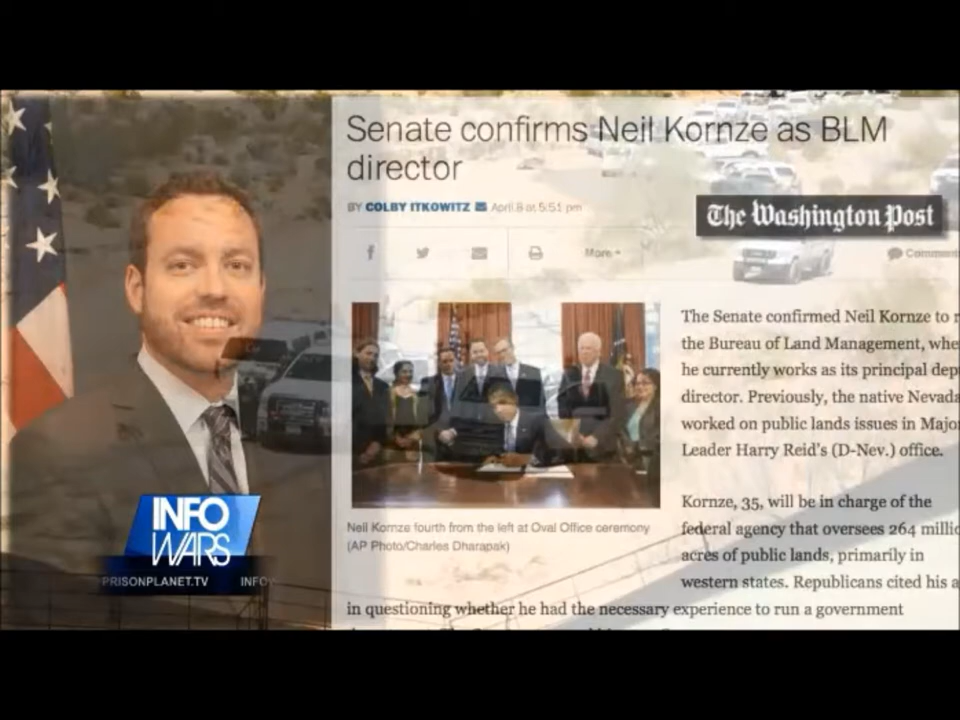 Senate confirms Neil Kornze as BLM
director
BY COLBY ITKOWITZ April 8 at 5:51 pm
The Washington Post
More
Commen
The Senate confirmed Neil Kornze to r
the Bureau of Land Management, whe
he currently works as its principal dep
director. Previously, the native Nevada
worked on public lands issues in Major
Leader Harry Reid's (D-Nev.) office.
Kornze, 35, will be in charge of the
federal agency that oversees 264 millio
acres of public lands, primarily in
western states. Republicans cited his a
in questioning whether he had the necessary experience to run a government
Neil Kornze fourth from the left at Oval Office ceremony
(AP Photo/Charles Dharapak)
INFO
WARS
PRISONPLANET.TV INFO